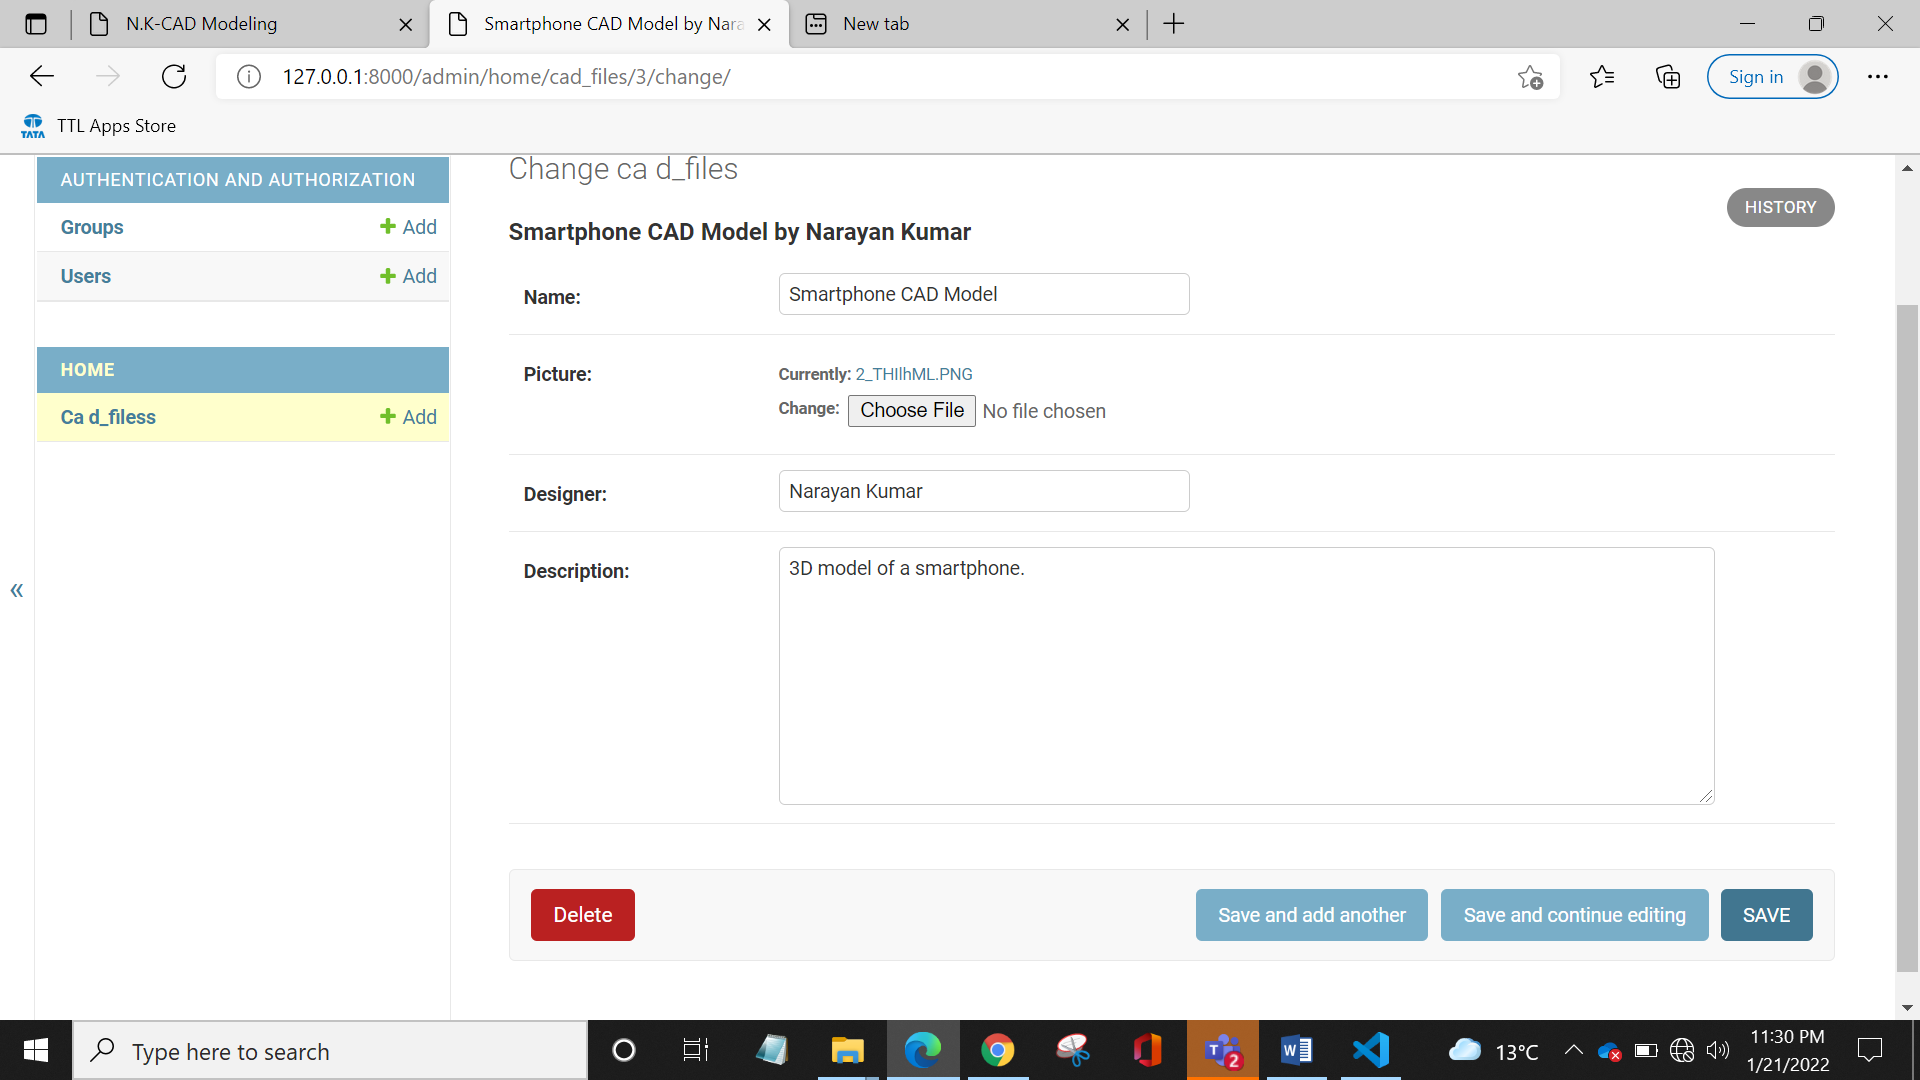 N.K-CAD Modeling
Smartphone CAD Model by Nara
New tab
127.0.0.1:8000/admin/home/cad_files/3/change/
Sign in
TATA
TTL Apps Store
AUTHENTICATION AND AUTHORIZATION
Groups
Add
Users
Add
HOME
Ca d_filess
Add
Change ca d_files
HISTORY
Smartphone CAD Model by Narayan Kumar
Name:
Smartphone CAD Model
Picture:
Currently: 2_THIlhML.PNG
Change: Choose File No file chosen
Designer:
Narayan Kumar
Description:
3D model of a smartphone.
«
Delete
Save and add another
Save and continue editing
SAVE
Type here to search
T
2
W
13°C
11:30 PM
1/21/2022